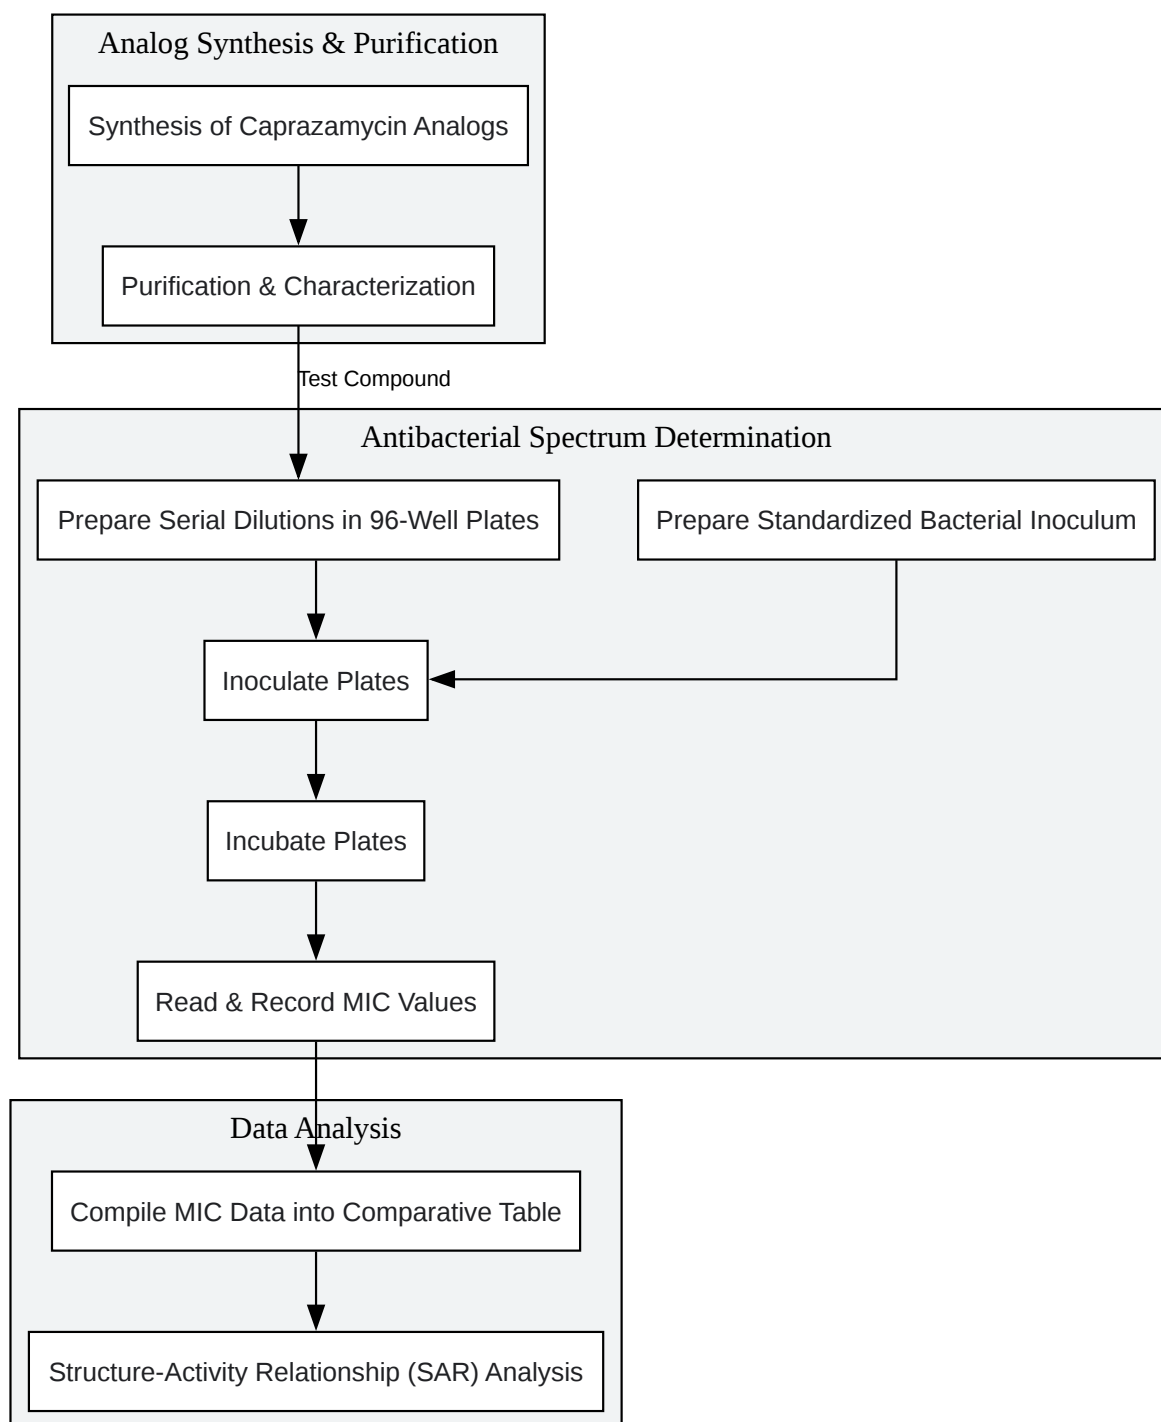 Analog Synthesis & Purification
Synthesis of Caprazamycin Analogs
Purification & Characterization
Test Compound
Antibacterial Spectrum Determination
Prepare Serial Dilutions in 96-Well Plates
Prepare Standardized Bacterial Inoculum
Inoculate Plates
Incubate Plates
Read & Record MIC Values
Data Analysis
Compile MIC Data into Comparative Table
Structure-Activity Relationship (SAR) Analysis